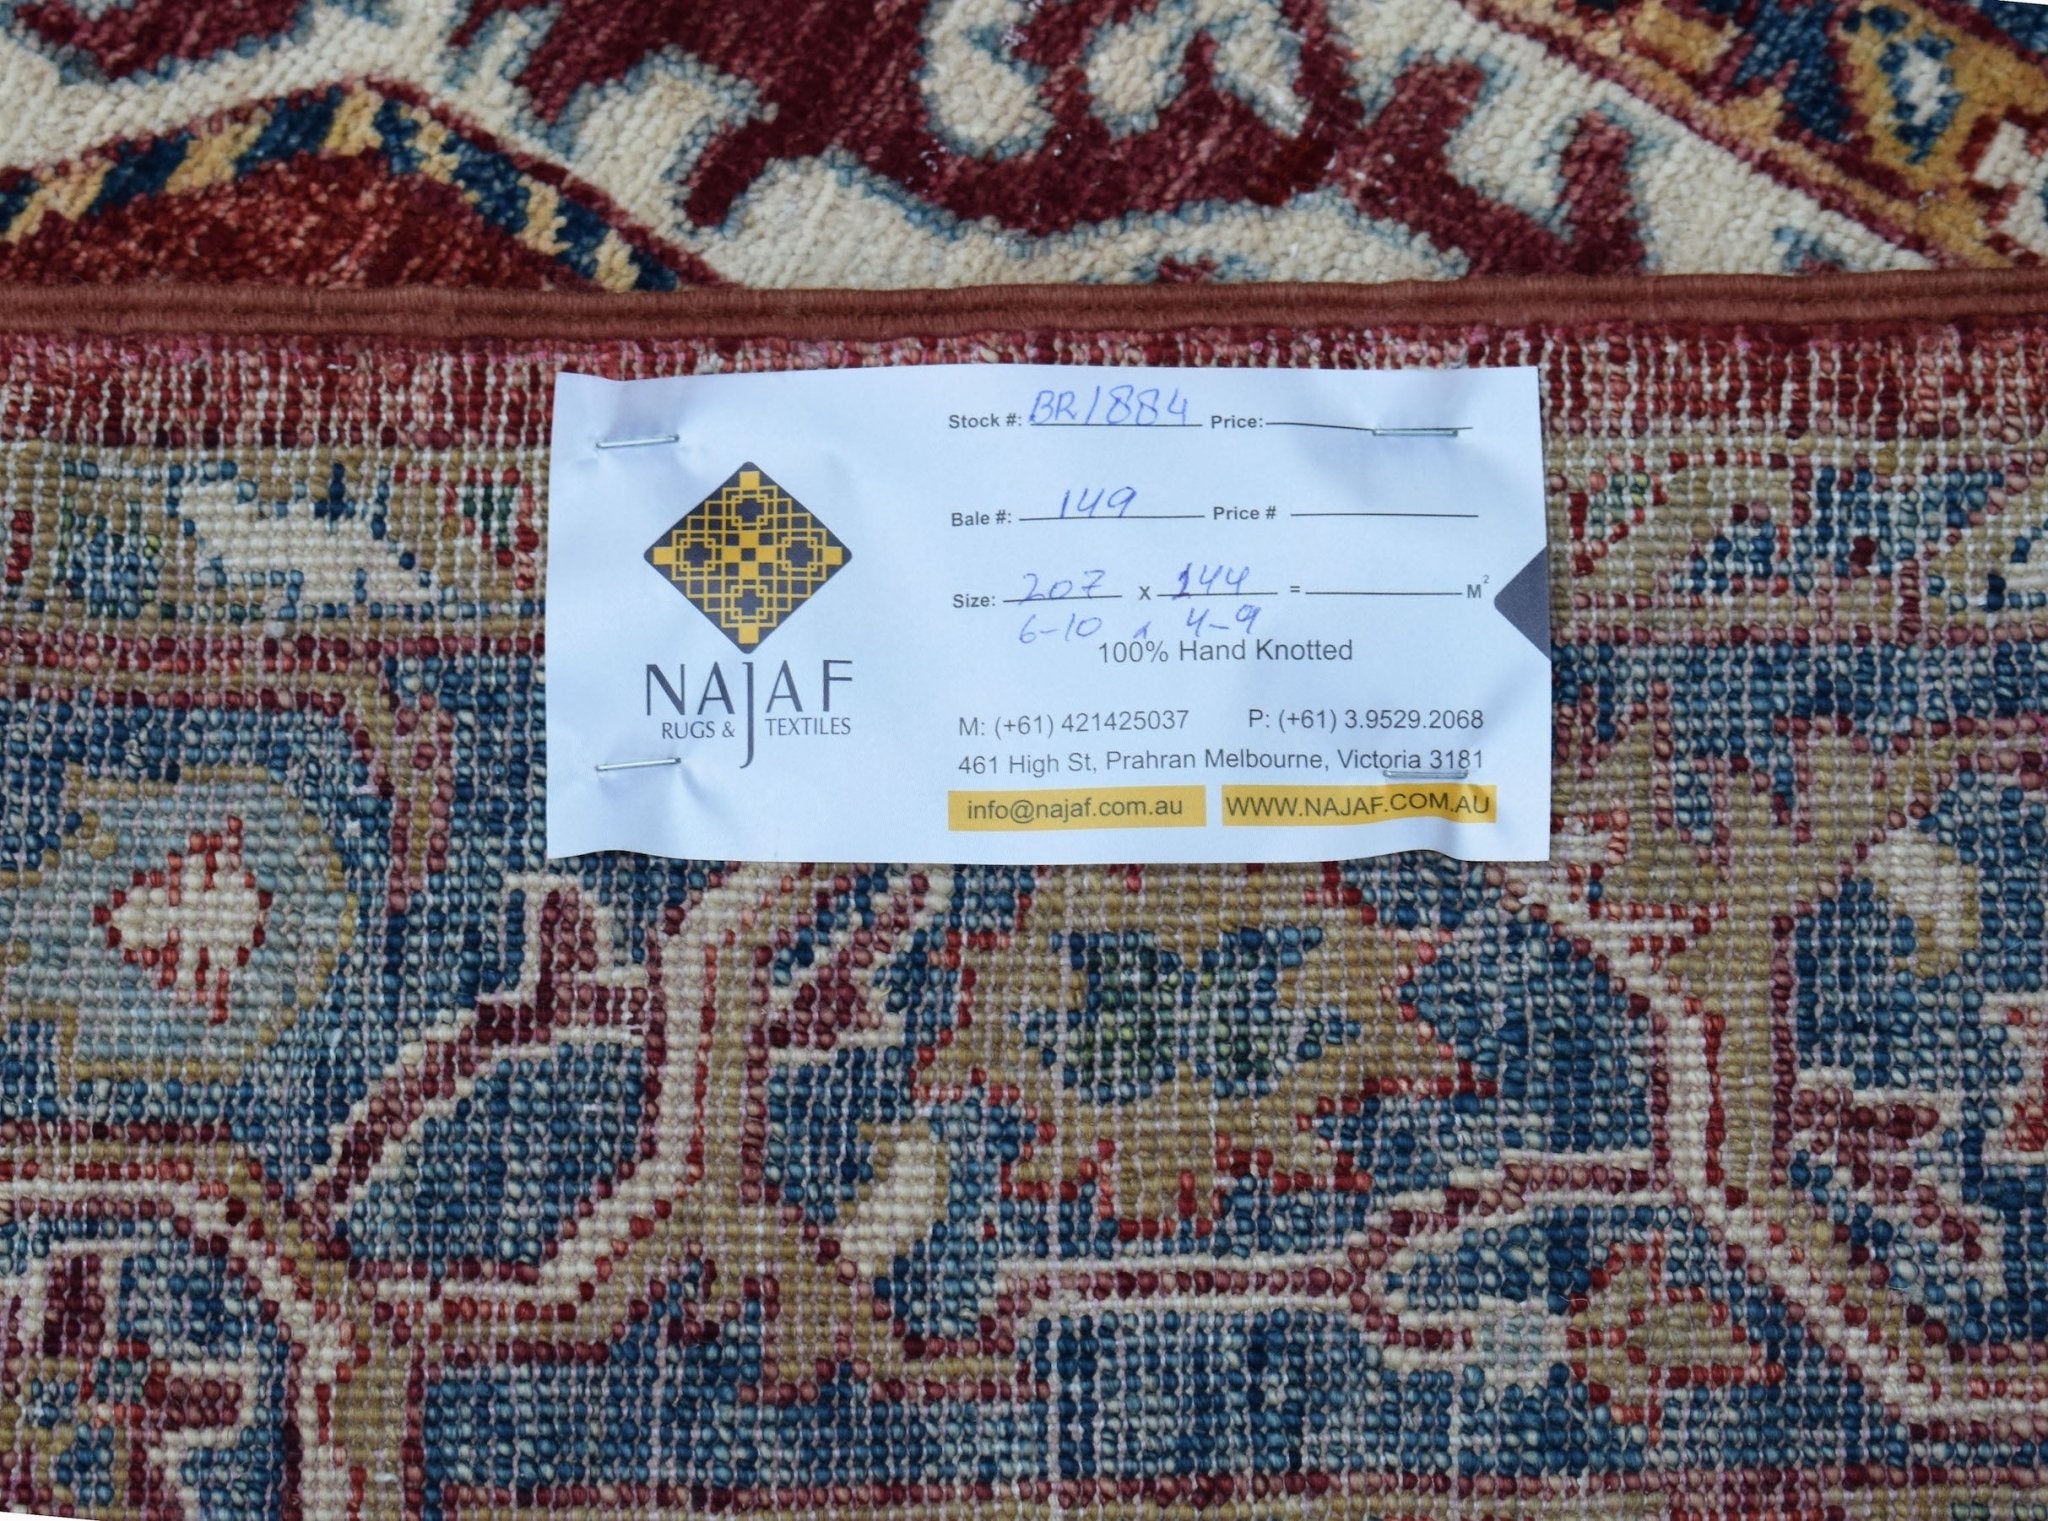 Stock #: BR1884 Price:
Bale #: 149 Price #
Size: 207 x 144 = M²
6-10 x 4-9
100% Hand Knotted
NAJAF
RUGS & TEXTILES
M: (+61) 421425037 P: (+61) 3.9529.2068
461 High St, Prahran Melbourne, Victoria 3181
info@najaf.com.au WWW.NAJAF.COM.AU